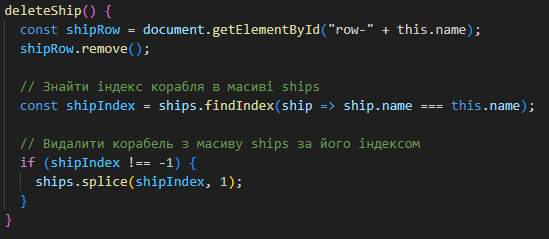 deleteShip() {
const shipRow = document.getElementById("row-" + this.name);
shipRow.remove();
// Знайти індекс корабля в масиві ships
const shipIndex = ships.findIndex(ship => ship.name === this.name);
// Видалити корабель з масиву ships за його індексом
if (shipIndex !== -1) {
ships.splice(shipIndex, 1);
}
}